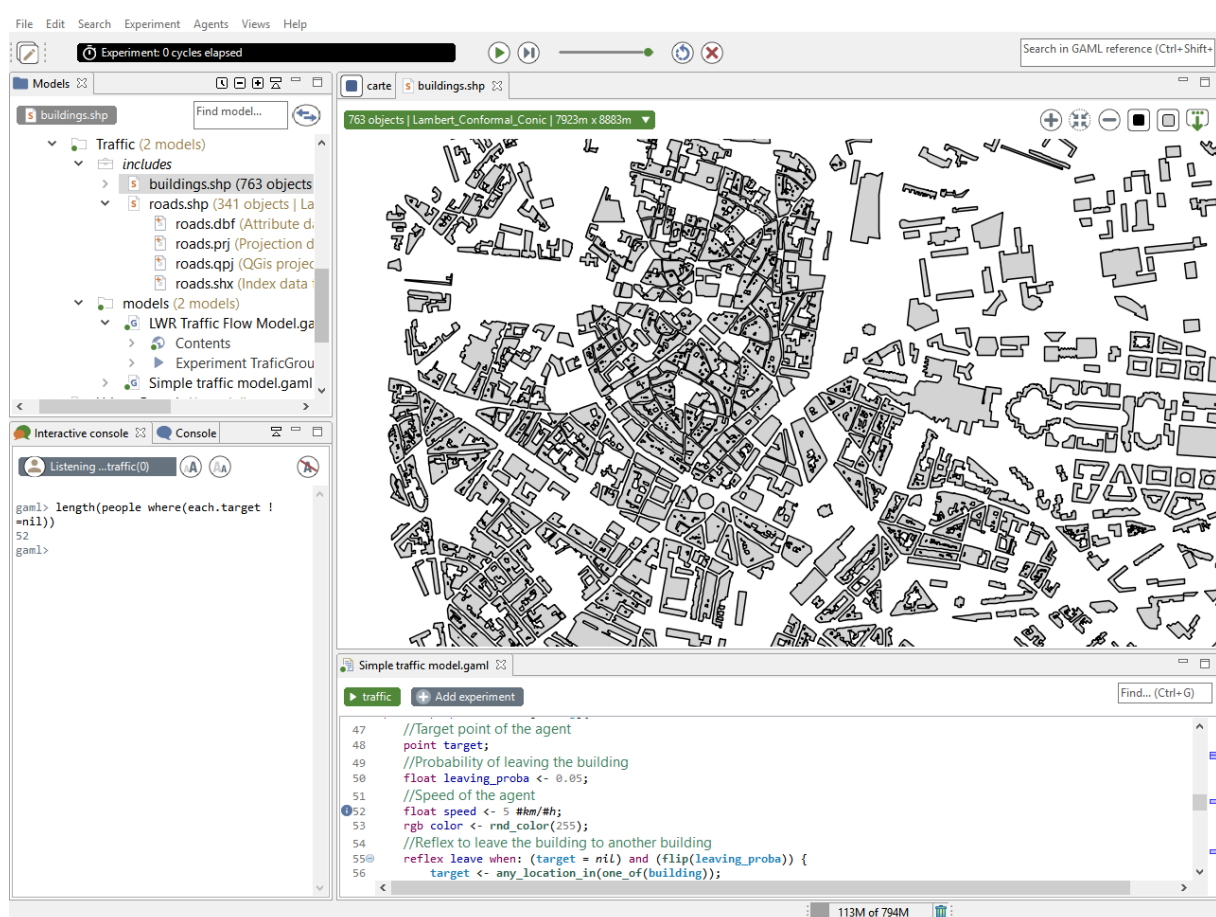 File Edit Search Experiment Agents Views Help
Experiment: 0 cycles elapsed
Search in GAML reference (Ctrl+Shift+
Models
buildings.shp
Find model...
Traffic (2 models)
includes
buildings.shp (763 objects
roads.shp (341 objects | La
roads.dbf (Attribute da
roads.prj (Projection d
roads.qpj (QGis projec
roads.shx (Index data f
models (2 models)
LWR Traffic Flow Model.ga
Contents
Experiment TraficGrou
Simple traffic model.gaml
Interactive console Console
Listening ...traffic(0)
gaml> length(people where(each.target !
=nil))
52
gaml>
carte buildings.shp
763 objects | Lambert_Conformal_Conic | 7923m x 8883m
Simple traffic model.gaml
traffic Add experiment
Find... (Ctrl+G)
47 //Target point of the agent
48 point target;
49 //Probability of leaving the building
50 float leaving_proba <- 0.05;
51 //Speed of the agent
52 float speed <- 5 #km/#h;
53 rgb color <- rnd_color(255);
54 //Reflex to leave the building to another building
55 reflex leave when: (target = nil) and (flip(leaving_proba)) {
56 target <- any_location_in(one_of(building));
113M of 794M